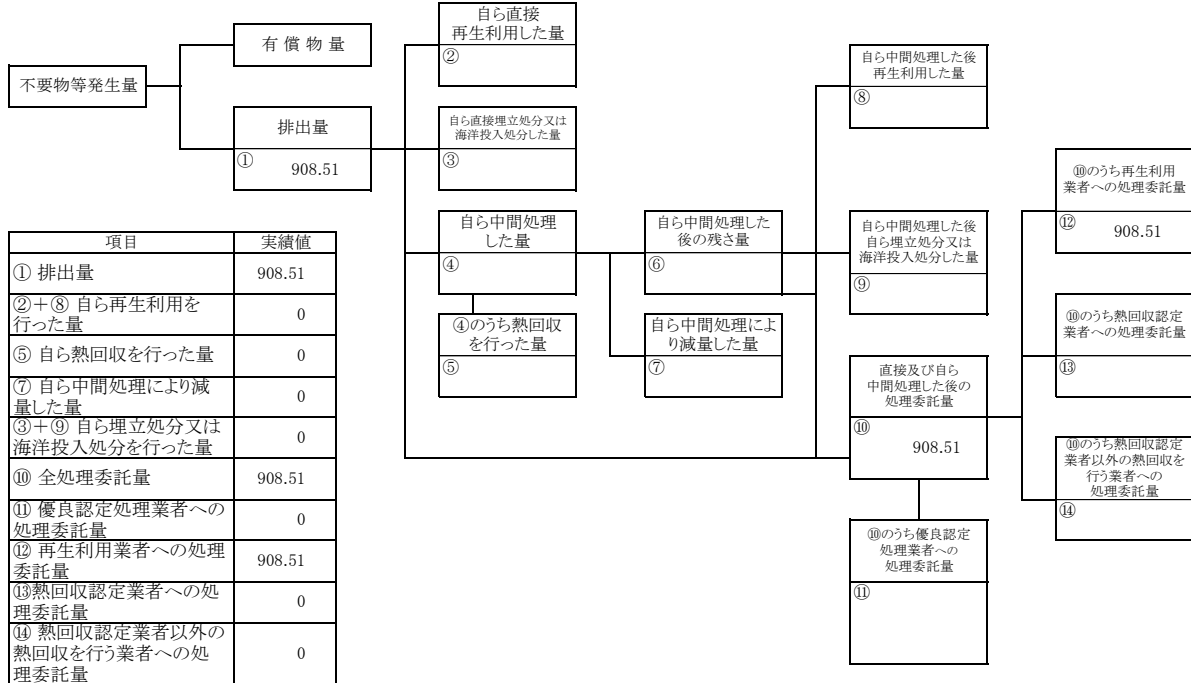 不要物等発生量
有償物量
排出量
① 908.51
自ら直接
再生利用した量
②
自ら直接埋立処分又は
海洋投入処分した量
③
自ら中間処理
した量
④
④のうち熱回収
を行った量
⑤
自ら中間処理した
後の残さ量
⑥
自ら中間処理によ
り減量した量
⑦
自ら中間処理した後
再生利用した量
⑧
自ら中間処理した後
自ら埋立処分又は
海洋投入処分した量
⑨
直接及び自ら
中間処理した後の
処理委託量
⑩
908.51
⑩のうち優良認定
処理業者への
処理委託量
⑪
⑩のうち再生利用
業者への処理委託量
⑫ 908.51
⑩のうち熱回収認定
業者への処理委託量
⑬
⑩のうち熱回収認定
業者以外の熱回収を
行う業者への
処理委託量
⑭
項目 実績値
① 排出量 908.51
②+⑧ 自ら再生利用を
行った量 0
⑤ 自ら熱回収を行った量 0
⑦ 自ら中間処理により減
量した量 0
③+⑨ 自ら埋立処分又は
海洋投入処分を行った量 0
⑩ 全処理委託量 908.51
⑪ 優良認定処理業者への
処理委託量 0
⑫ 再生利用業者への処理
委託量 908.51
⑬熱回収認定業者への処
理委託量 0
⑭ 熱回収認定業者以外の
熱回収を行う業者への処
理委託量 0